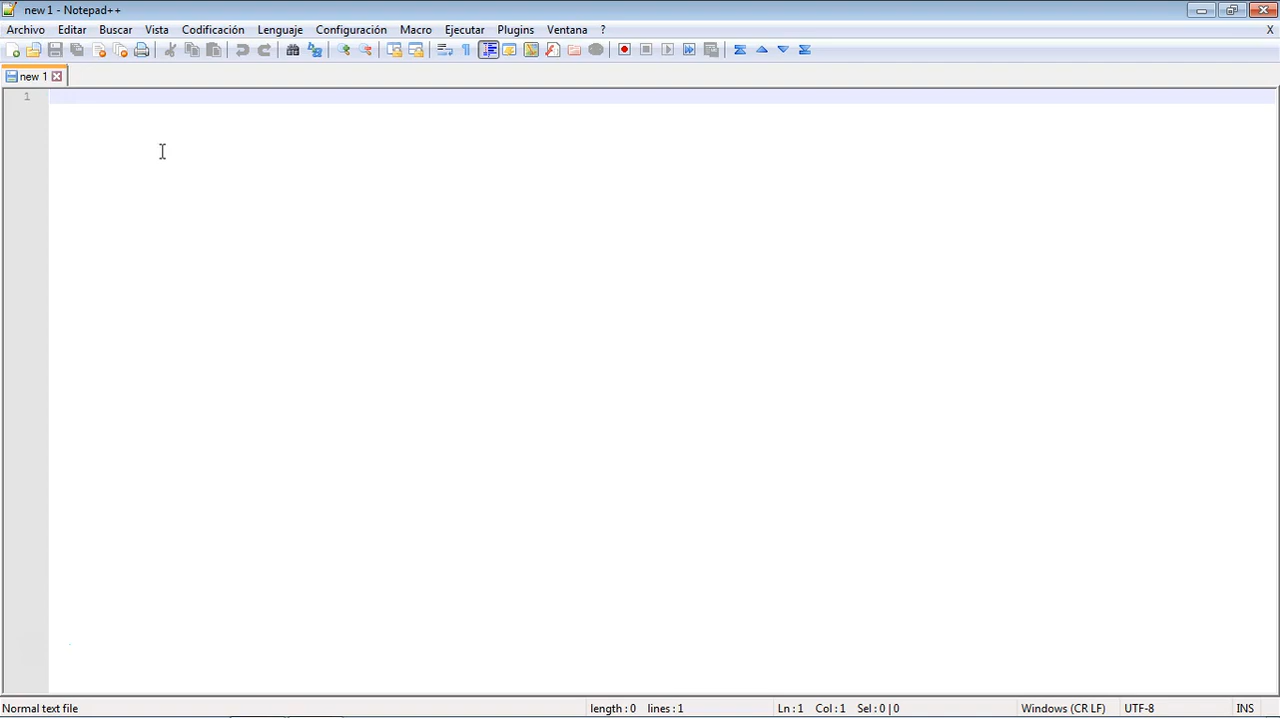 new 1 - Notepad++
Archivo Editar Buscar Vista Codificación Lenguaje Configuración Macro Ejecutar Plugins Ventana ? X
new 1
1
Normal text file length : 0 lines : 1 Ln : 1 Col : 1 Sel : 0 | 0 Windows (CR LF) UTF-8 INS